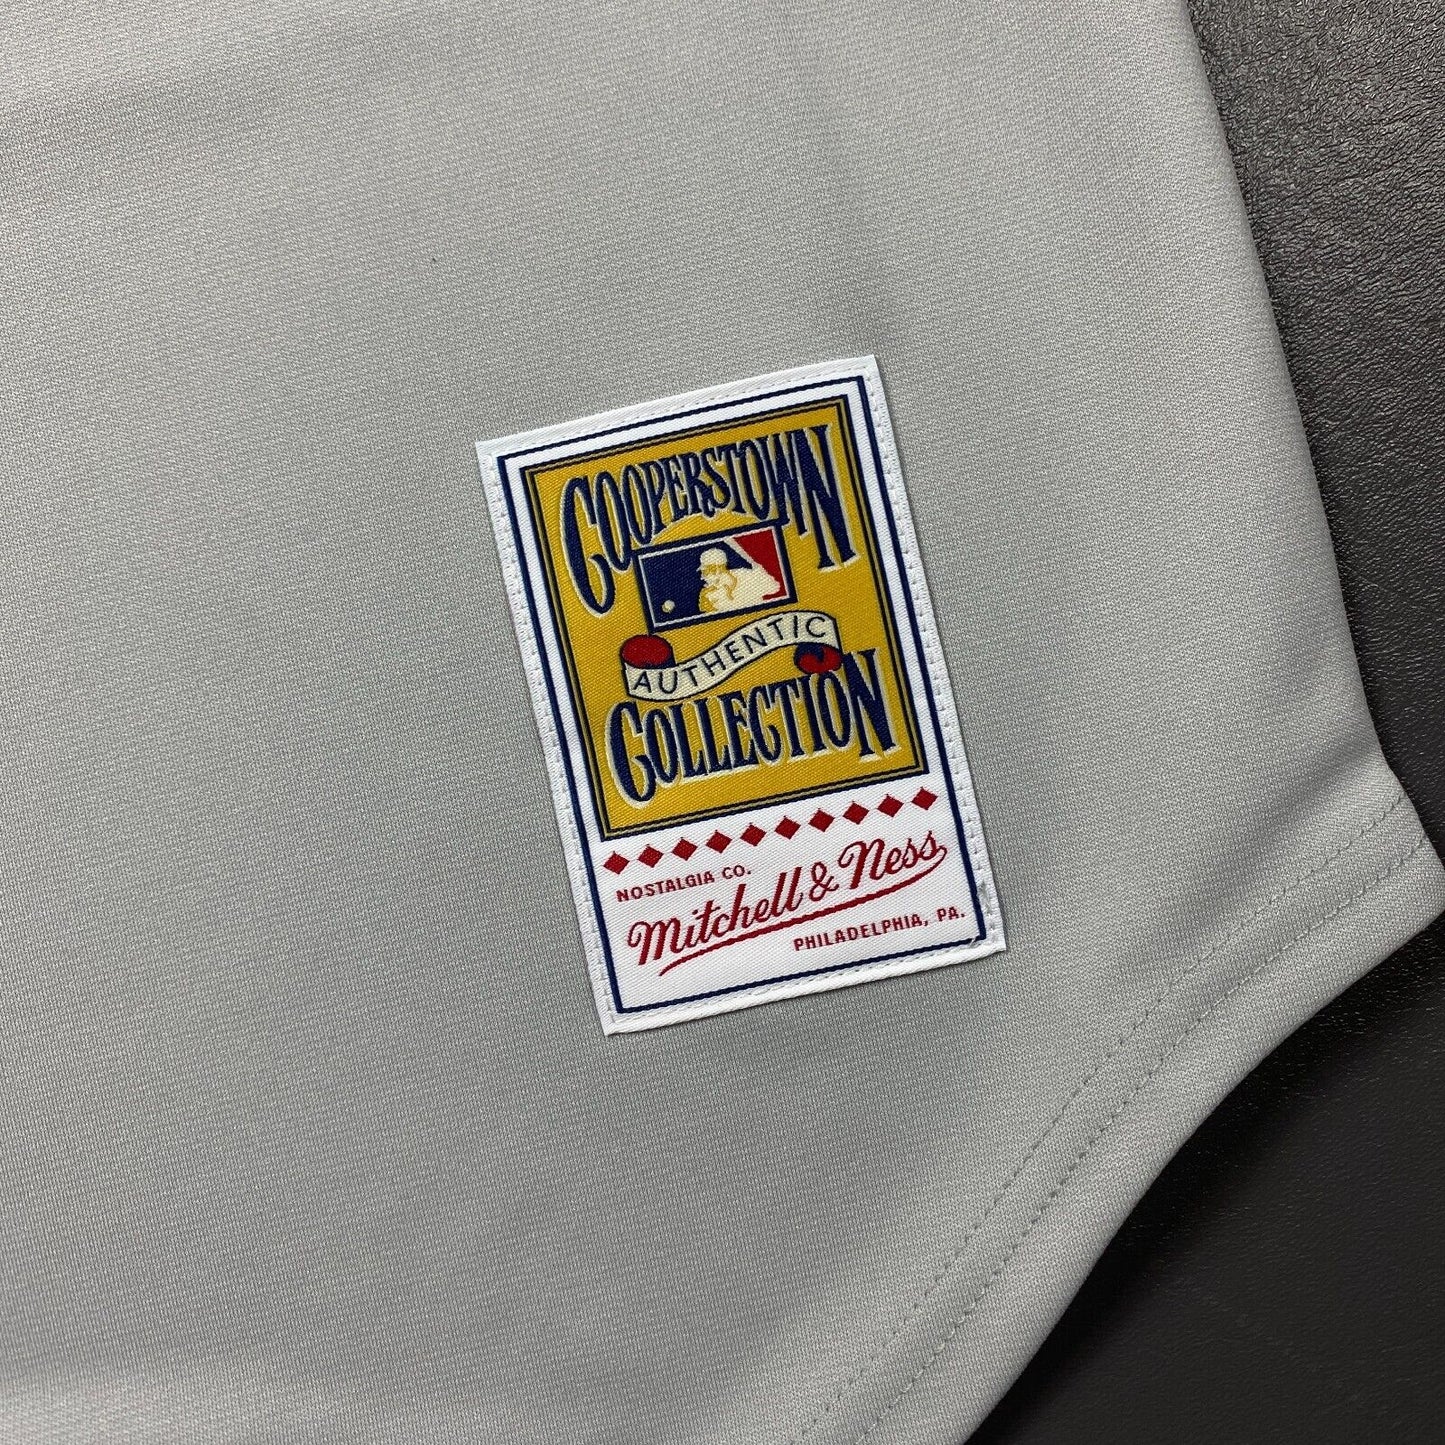 COOPERSTOWN
AUTHENTIC
COLLECTION
NOSTALGIA CO.
Mitchell & Ness
PHILADELPHIA, PA.